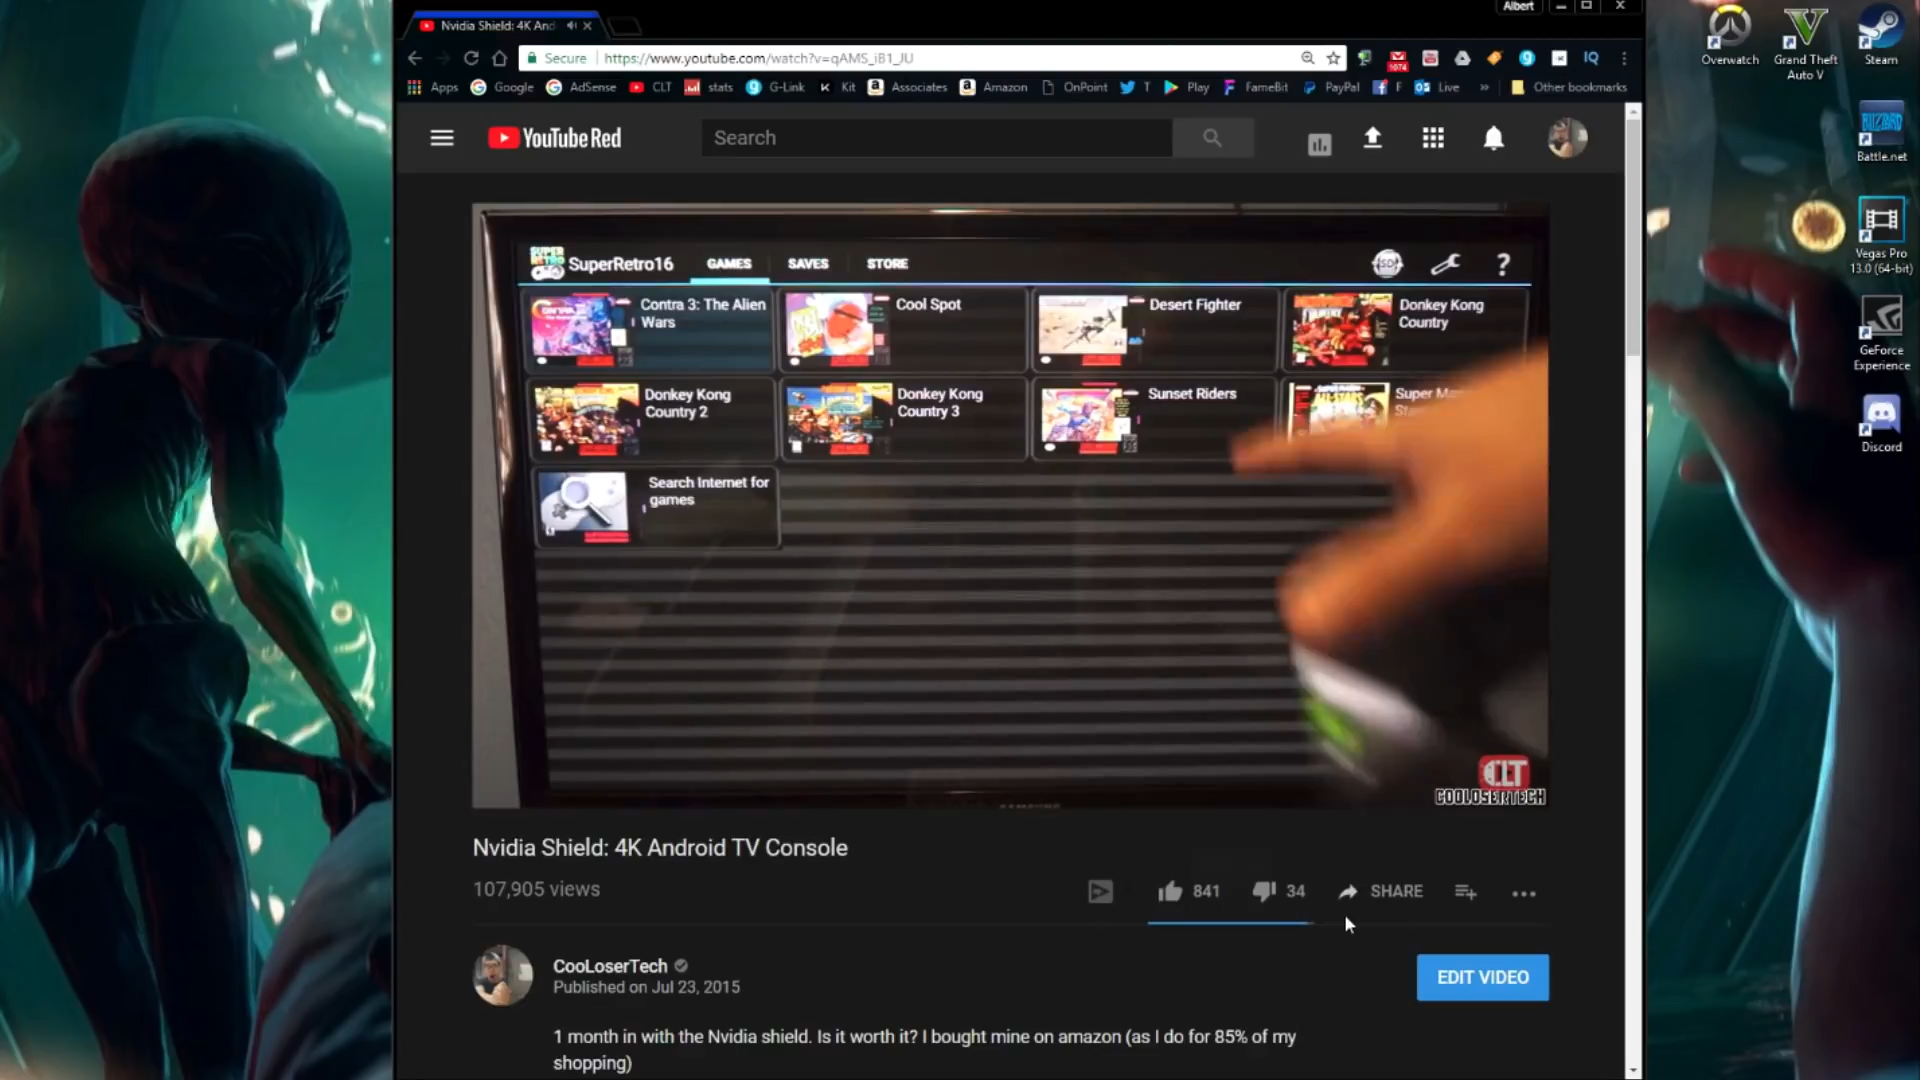 Albert
Nvidia Shield: 4K And
Secure
https://www.youtube.com/watch?v=qAMS_iB1_JU
1074
IQ
Apps
Google
AdSense
CLT
stats
G-Link
Kit
Associates
Amazon
OnPoint
T
Play
FameBit
PayPal
F
Live
»
Other bookmarks
YouTube Red
Search
SUPER
RETRO
SuperRetro16
GAMES
SAVES
STORE
?
Contra 3: The Alien
Wars
Cool Spot
Desert Fighter
Donkey Kong
Country
Donkey Kong
Country 2
Donkey Kong
Country 3
Sunset Riders
Super
Search Internet for
games
CLT
COOLOSERTECH
Nvidia Shield: 4K Android TV Console
107,905 views
841
34
SHARE
CooLoserTech
Published on Jul 23, 2015
EDIT VIDEO
1 month in with the Nvidia shield. Is it worth it? I bought mine on amazon (as I do for 85% of my
shopping)
Overwatch
Grand Theft
Auto V
Steam
BLIZZARD
Battle.net
Vegas Pro
13.0 (64-bit)
GeForce
Experience
Discord